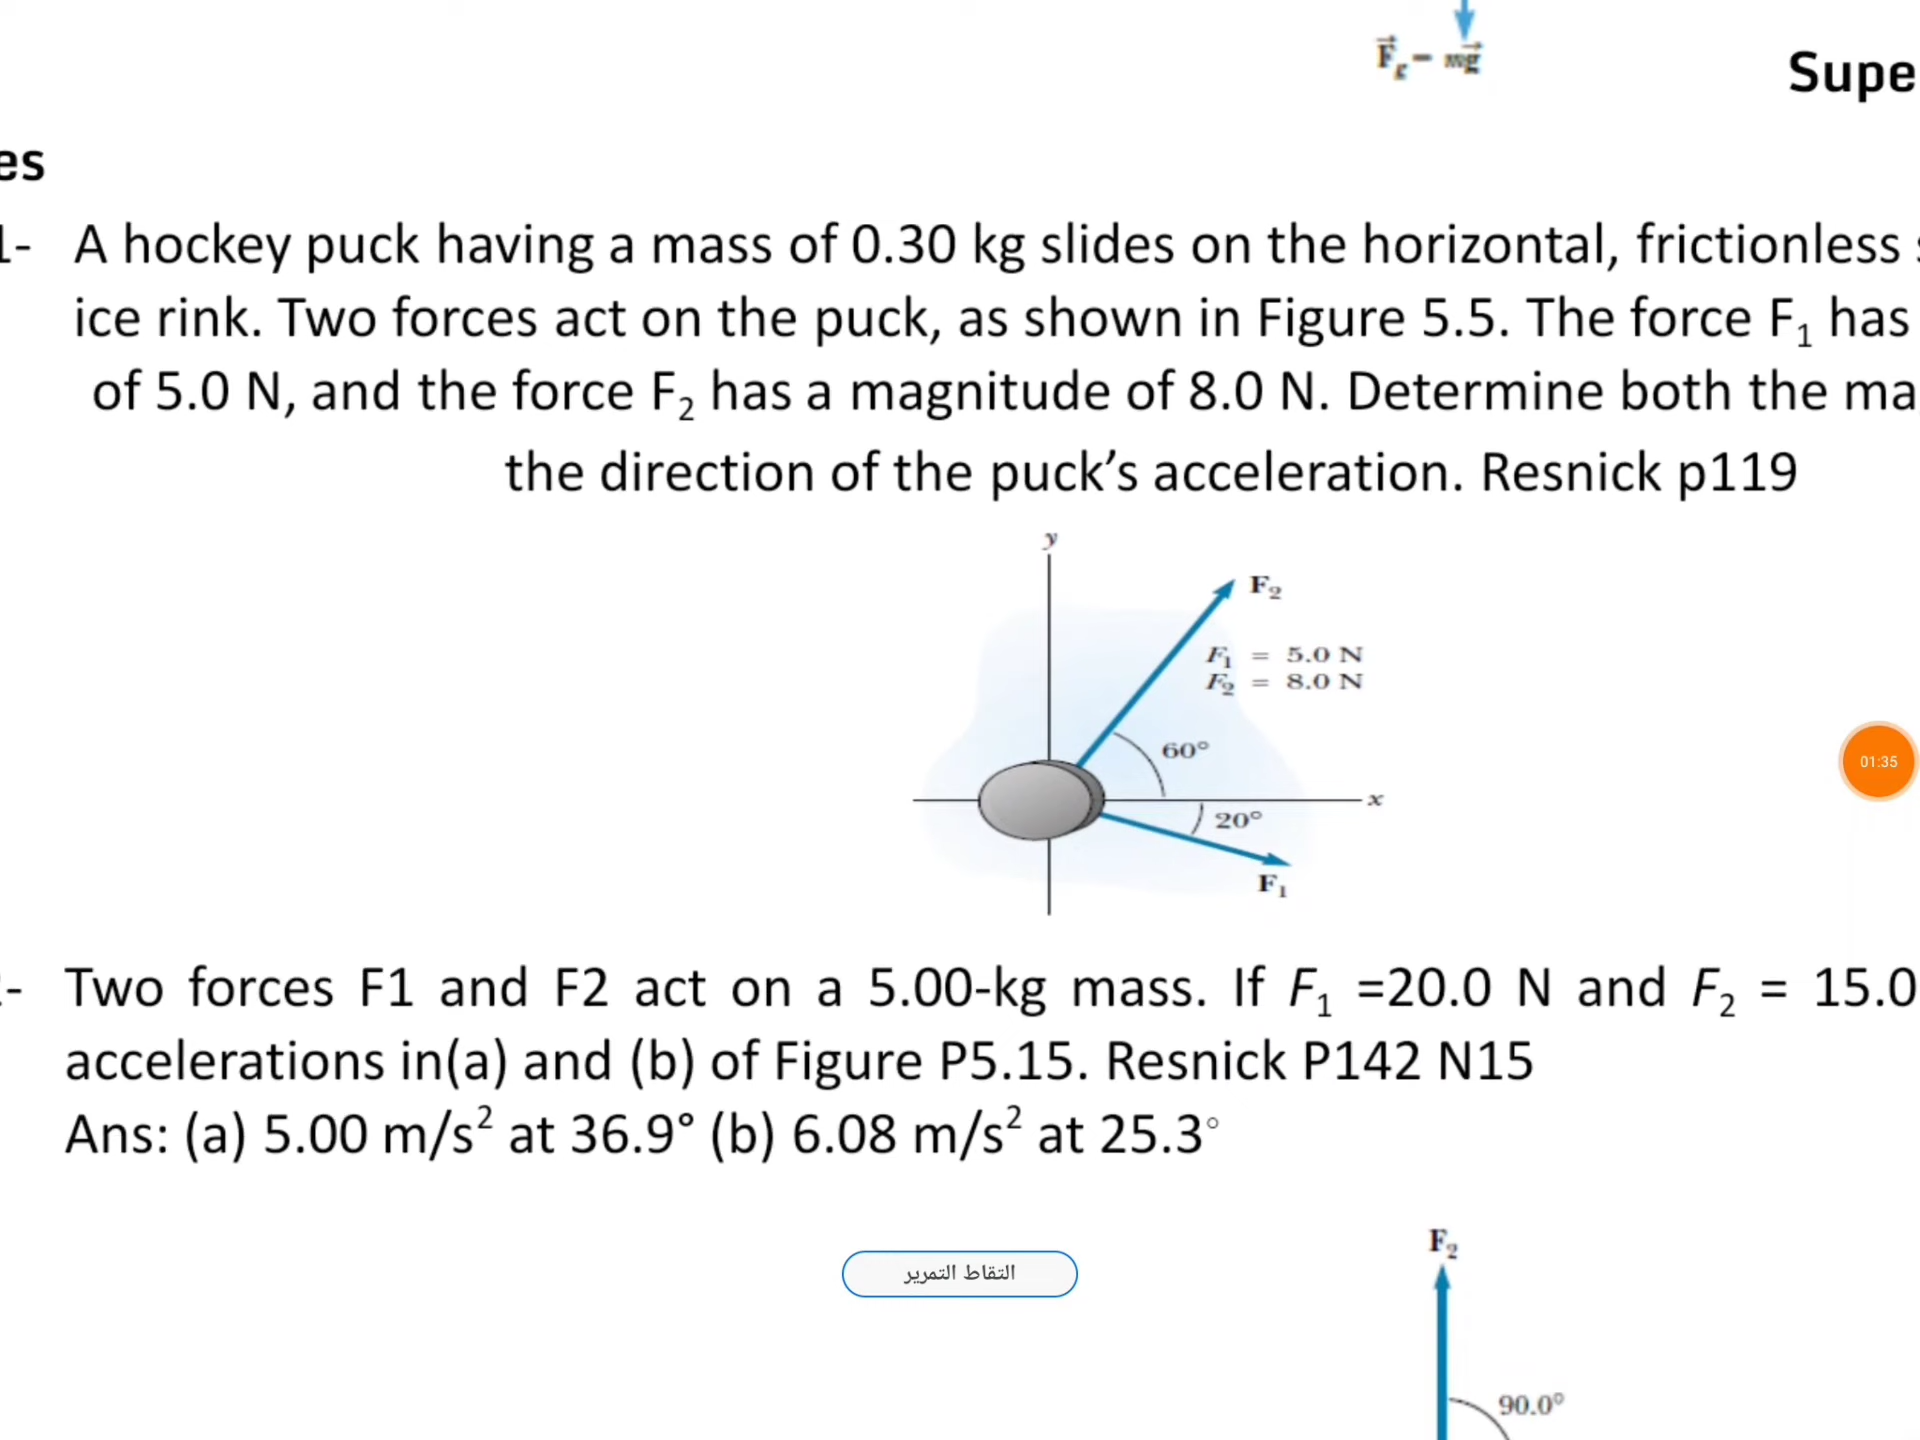 F⃗g = mg⃗
Supe
es
1- A hockey puck having a mass of 0.30 kg slides on the horizontal, frictionless s
ice rink. Two forces act on the puck, as shown in Figure 5.5. The force F₁ has
of 5.0 N, and the force F₂ has a magnitude of 8.0 N. Determine both the ma
the direction of the puck’s acceleration. Resnick p119
y
F₂
F₁ = 5.0 N
F₂ = 8.0 N
60°
01:35
x
20°
F₁
- Two forces F1 and F2 act on a 5.00-kg mass. If F₁ =20.0 N and F₂ = 15.0
accelerations in(a) and (b) of Figure P5.15. Resnick P142 N15
Ans: (a) 5.00 m/s² at 36.9° (b) 6.08 m/s² at 25.3°
F₂
التقاط التمرير
90.0°